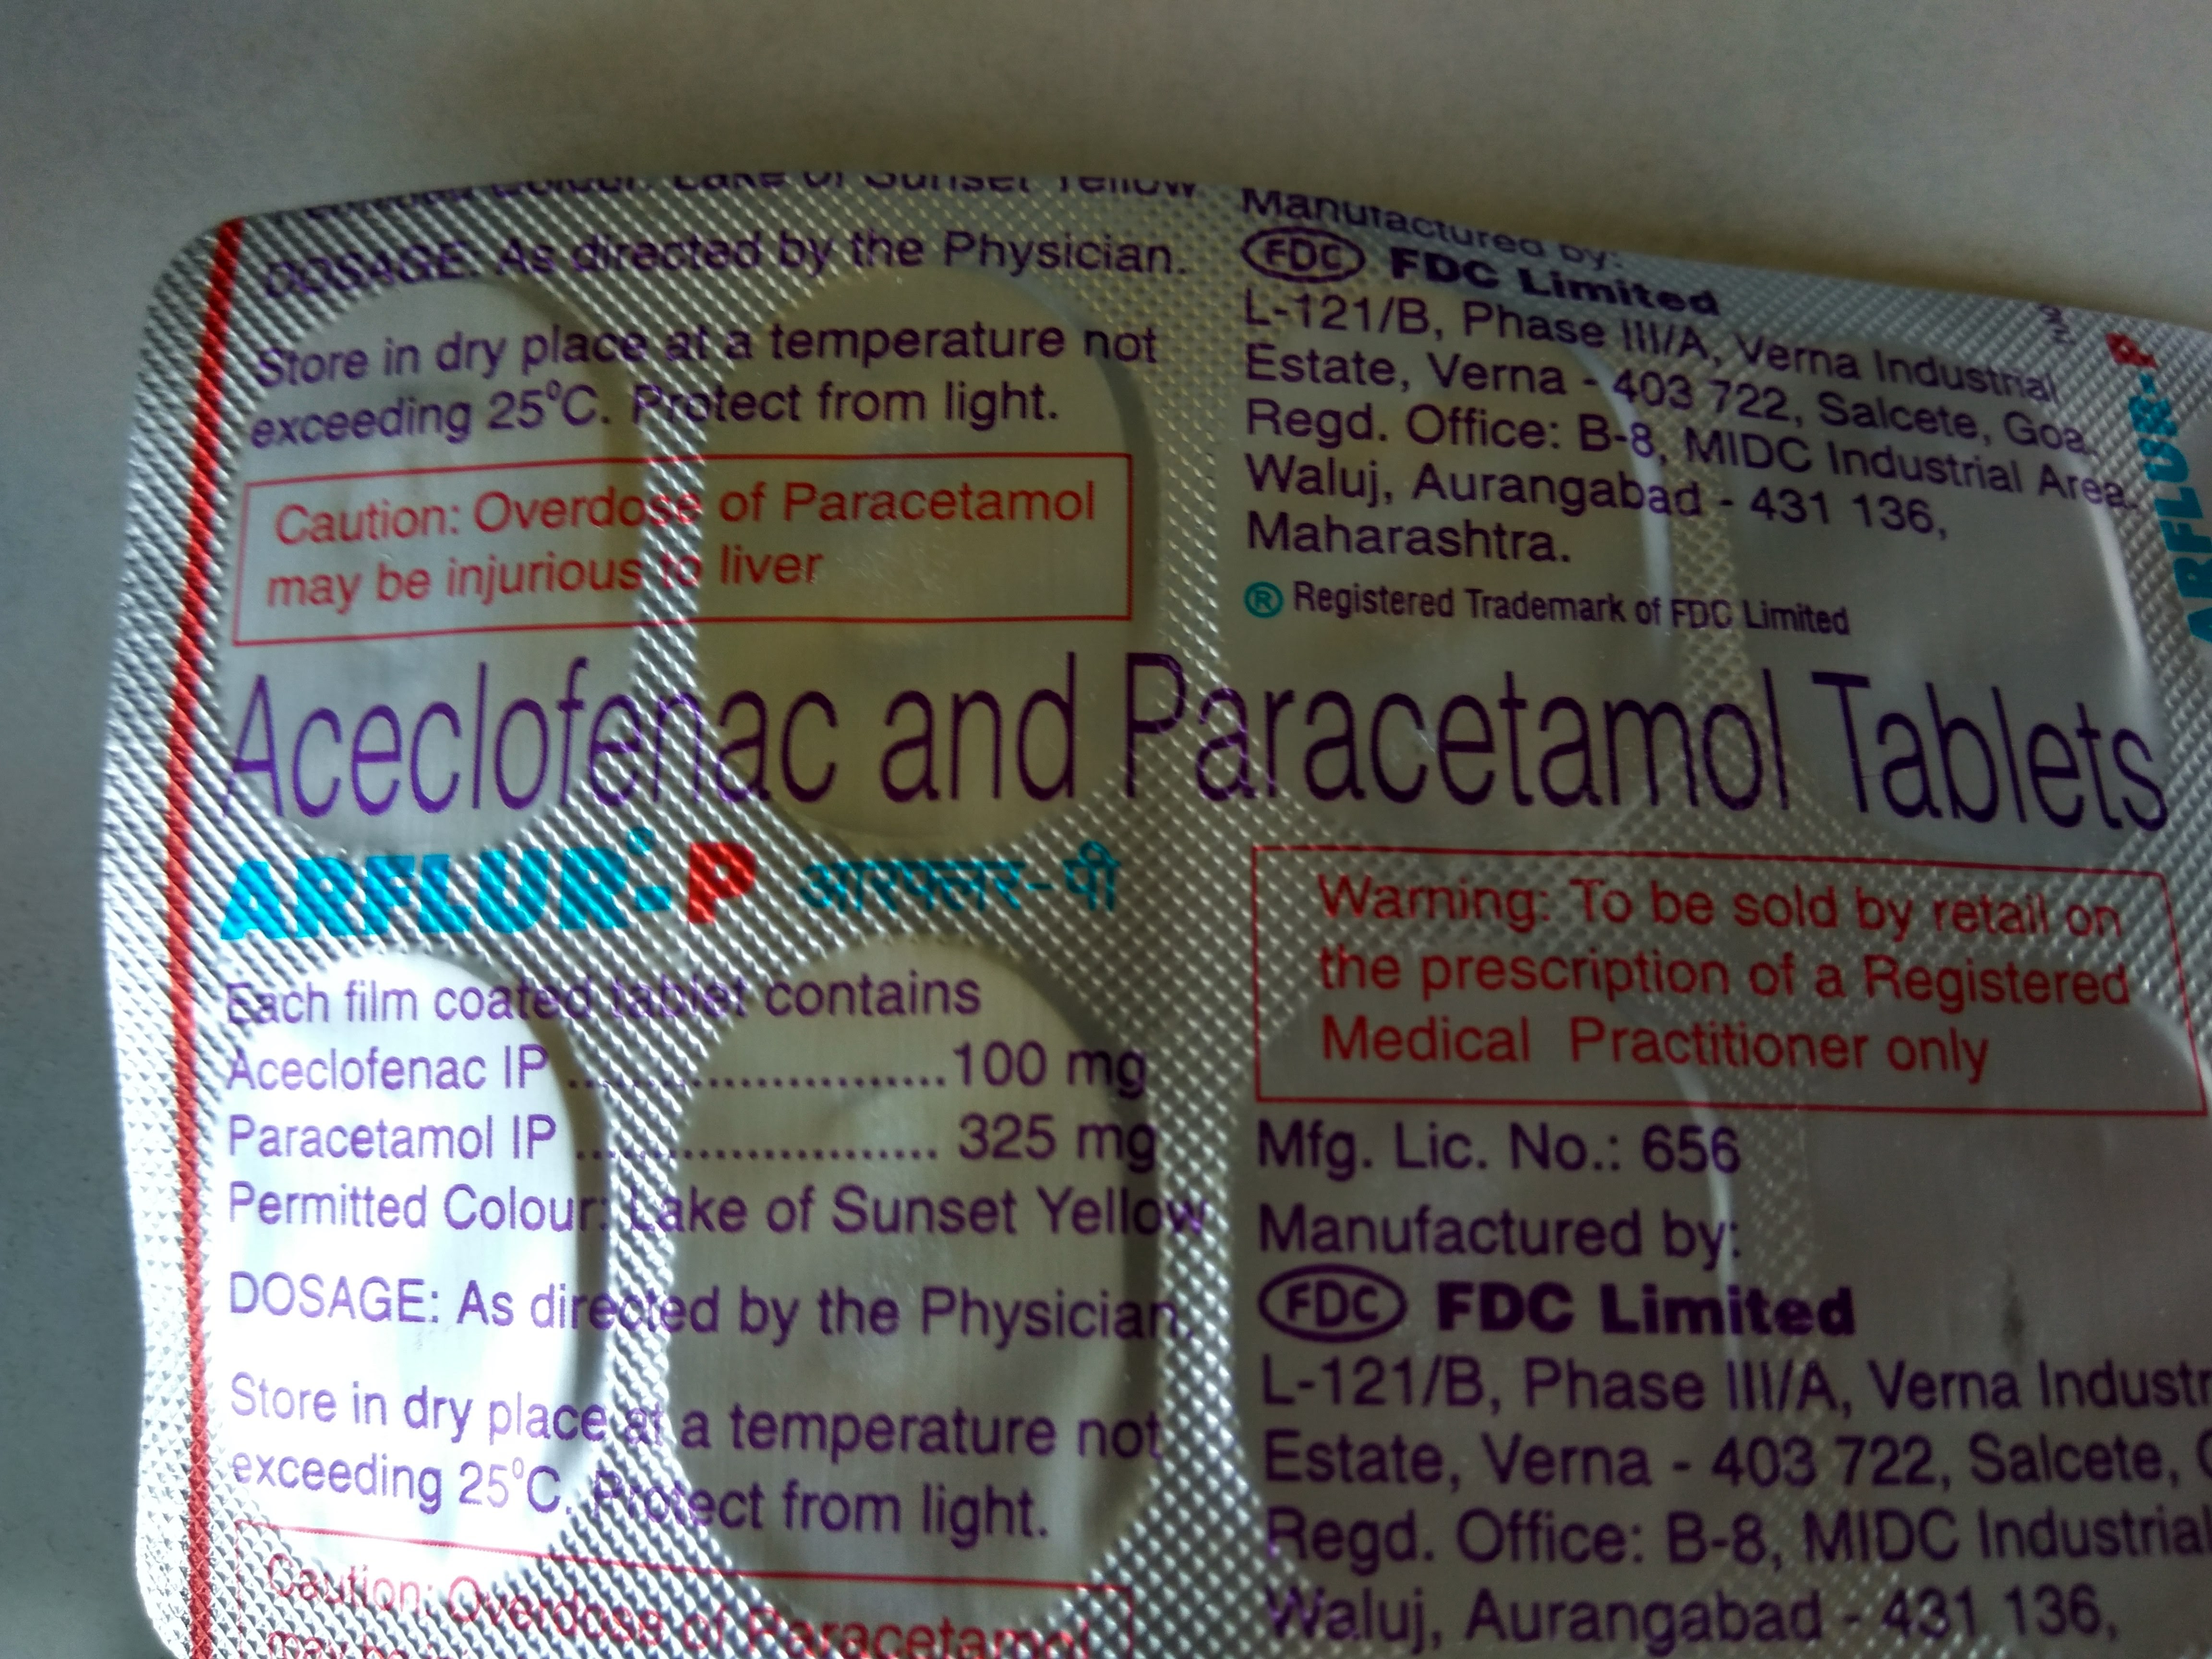 Colour: Lake of Sunset Yellow
DOSAGE: As directed by the Physician.
Store in dry place at a temperature not
exceeding 25°C. Protect from light.
Caution: Overdose of Paracetamol
may be injurious to liver
Manufactured by:
FDC FDC Limited
L-121/B, Phase III/A, Verna Industrial
Estate, Verna - 403 722, Salcete, Goa.
Regd. Office: B-8, MIDC Industrial Area,
Waluj, Aurangabad - 431 136,
Maharashtra.
® Registered Trademark of FDC Limited
ARFLUR-P
Aceclofenac and Paracetamol Tablets
ARFLUR®-P आरफ्लर-पी
Each film coated tablet contains
Aceclofenac IP ........................100 mg
Paracetamol IP ........................ 325 mg
Permitted Colour: Lake of Sunset Yellow
DOSAGE: As directed by the Physician.
Store in dry place at a temperature not
exceeding 25°C. Protect from light.
Caution: Overdose of Paracetamol
may be
Warning: To be sold by retail on
the prescription of a Registered
Medical Practitioner only
Mfg. Lic. No.: 656
Manufactured by:
FDC FDC Limited
L-121/B, Phase III/A, Verna Industr
Estate, Verna - 403 722, Salcete,
Regd. Office: B-8, MIDC Industrial
Waluj, Aurangabad - 431 136,
ARFL